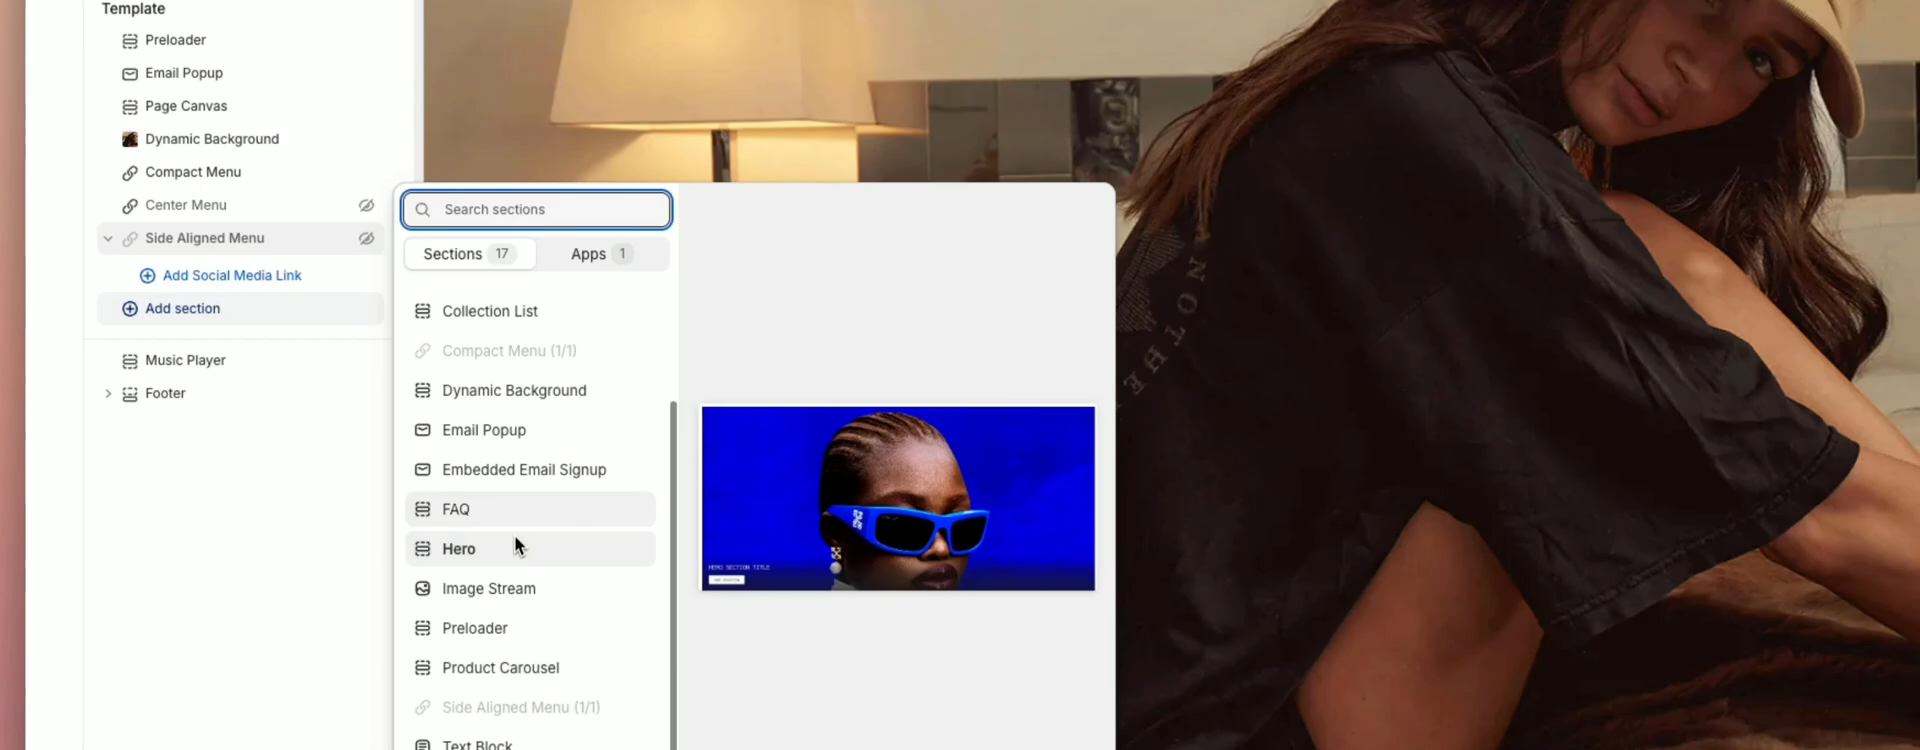 Template
Preloader
Email Popup
Page Canvas
Dynamic Background
Compact Menu
Center Menu
Side Aligned Menu
Add Social Media Link
Add section
Music Player
Footer
Search sections
Sections 17
Apps 1
Collection List
Compact Menu (1/1)
Dynamic Background
Email Popup
Embedded Email Signup
FAQ
Hero
Image Stream
Preloader
Product Carousel
Side Aligned Menu (1/1)
Text Block
HERO SECTION TITLE